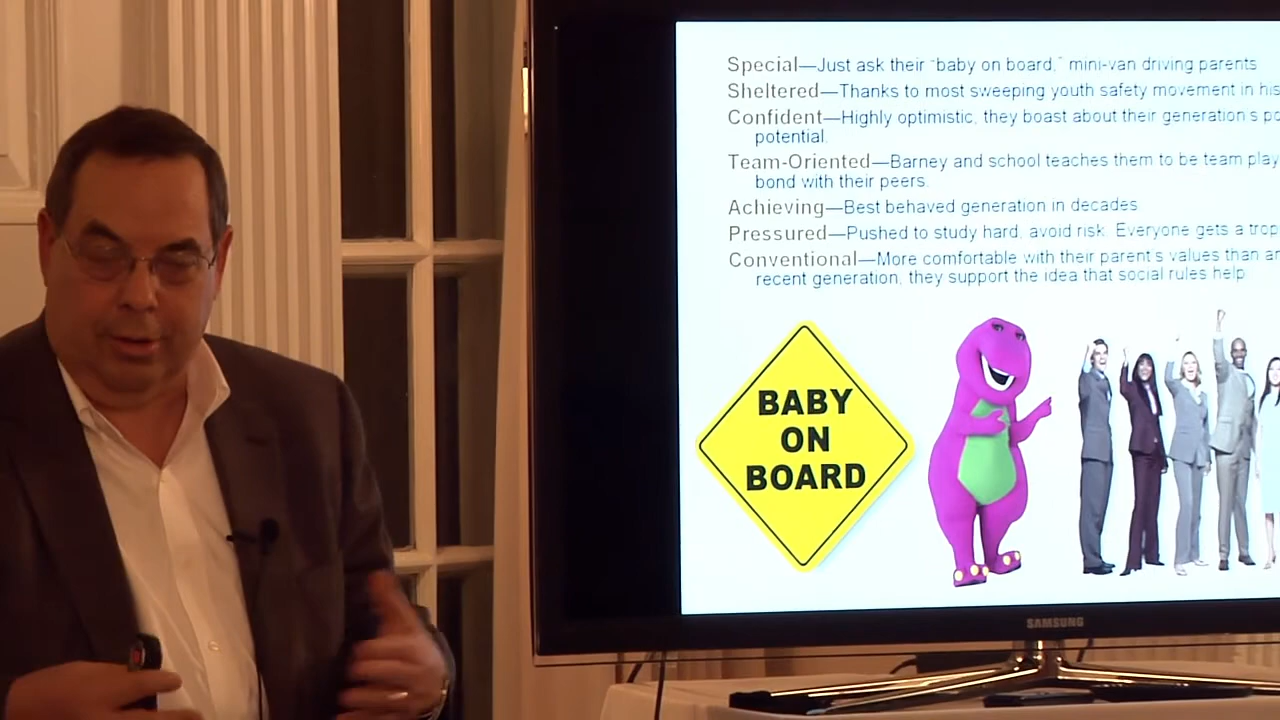 Special—Just ask their "baby on board," mini-van driving parents
Sheltered—Thanks to most sweeping youth safety movement in
Confident—Highly optimistic, they boast about their generation's
potential.
Team-Oriented—Barney and school teaches them to be team
bond with their peers.
Achieving—Best behaved generation in decades
Pressured—Pushed to study hard, avoid risk. Everyone gets a
Conventional—More comfortable with their parent's values than
recent generation, they support the idea that social rules help
BABY
ON
BOARD
SAMSUNG